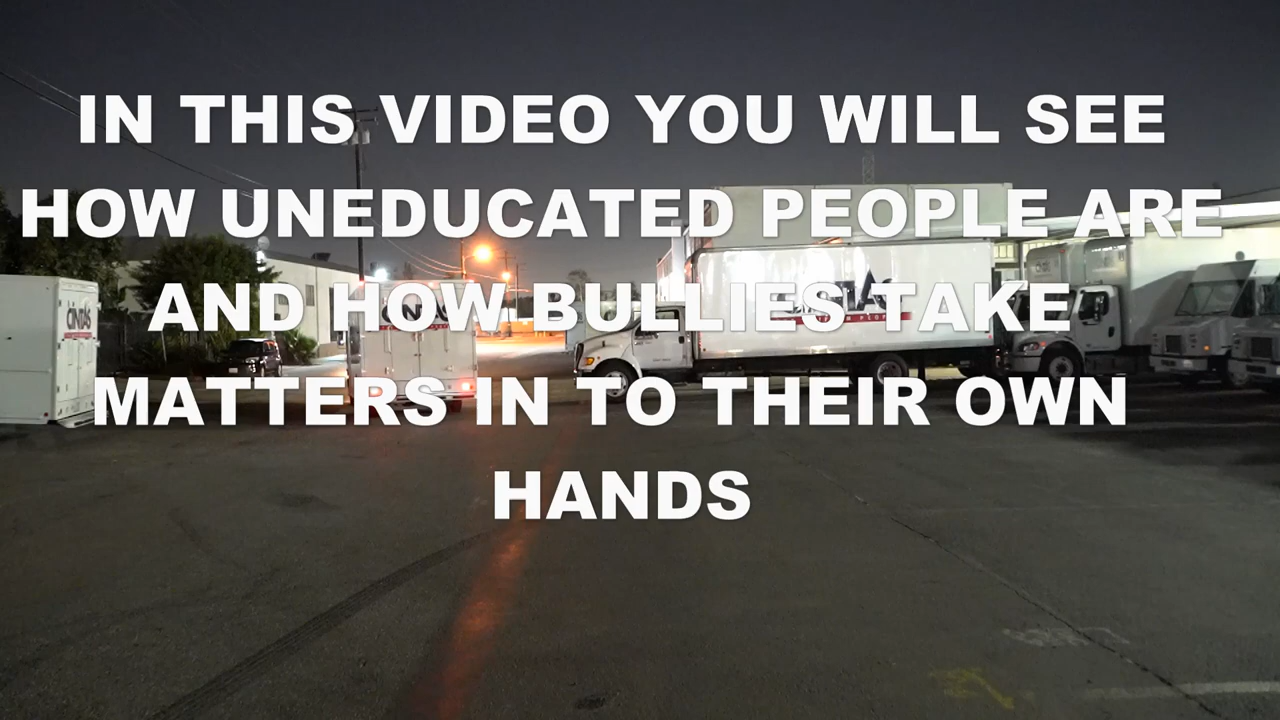 IN THIS VIDEO YOU WILL SEE
HOW UNEDUCATED PEOPLE ARE
AND HOW BULLIES TAKE
MATTERS IN TO THEIR OWN
HANDS